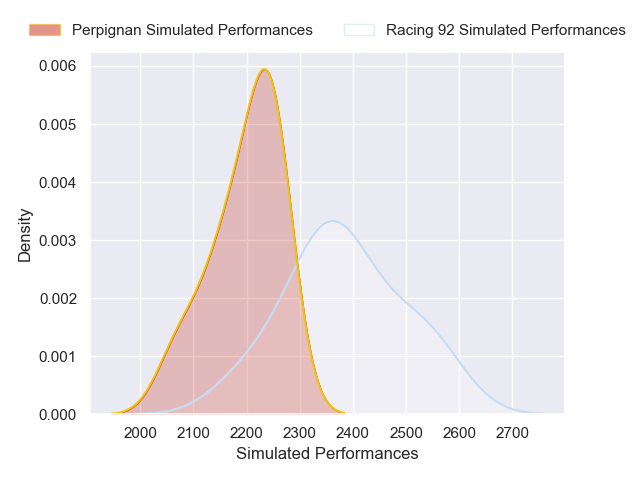 Perpignan Simulated Performances Racing 92 Simulated Performances
0.006
0.005
0.004
0.003
0.002
0.001
0.000
Density
2000 2100 2200 2300 2400 2500 2600 2700
Simulated Performances